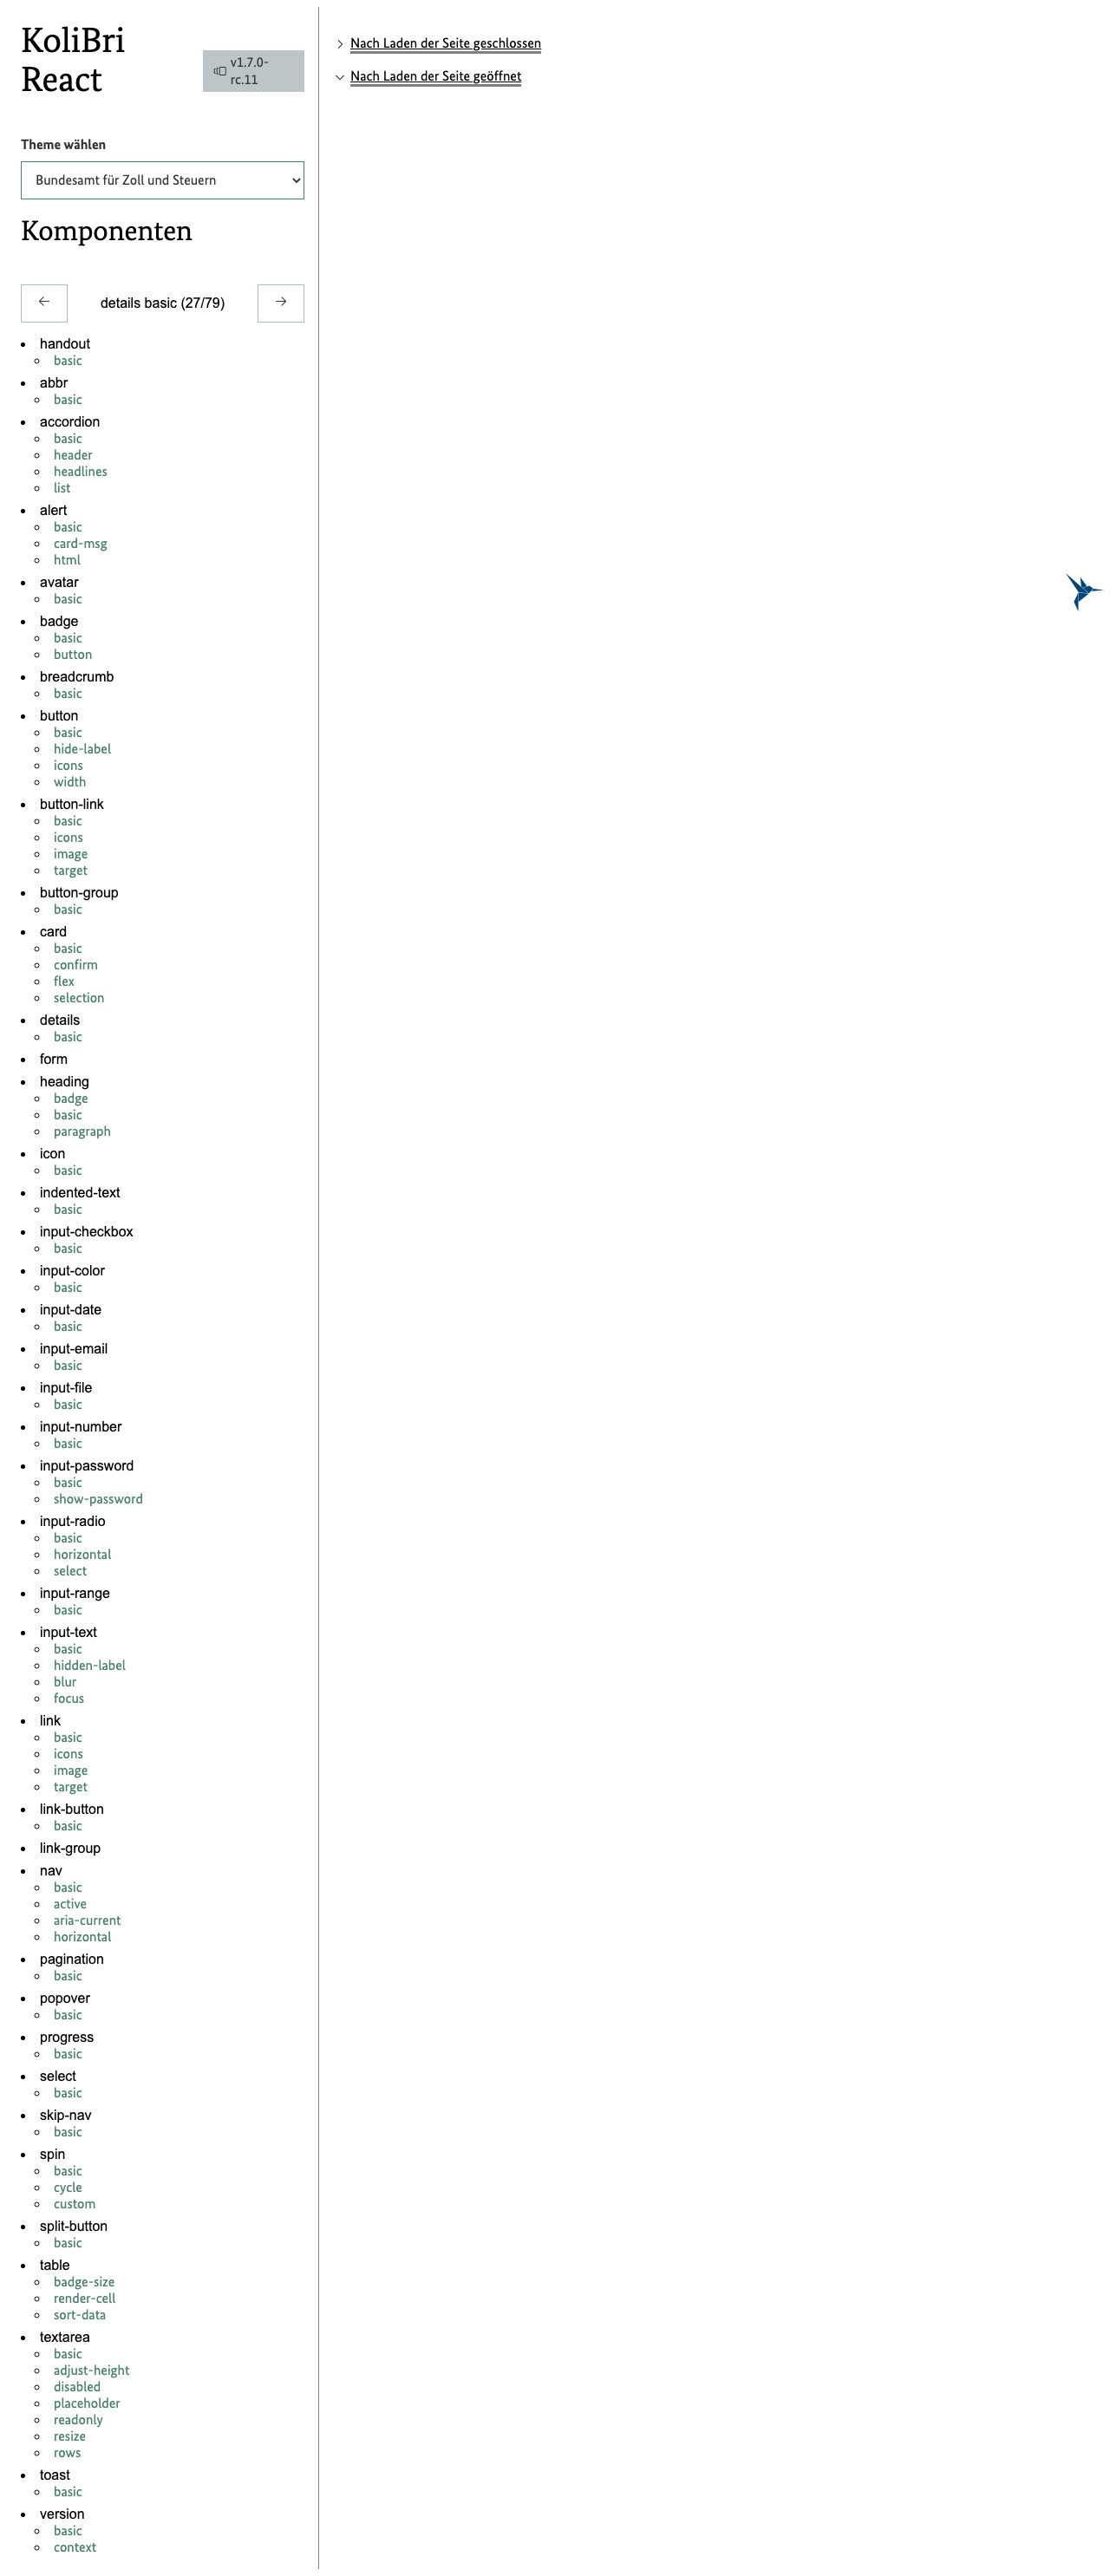 KoliBri
React
v1.7.0-
rc.11
Theme wählen
Bundesamt für Zoll und Steuern
Komponenten
details basic (27/79)
handout
basic
abbr
basic
accordion
basic
header
headlines
list
alert
basic
card-msg
html
avatar
basic
badge
basic
button
breadcrumb
basic
button
basic
hide-label
icons
width
button-link
basic
icons
image
target
button-group
basic
card
basic
confirm
flex
selection
details
basic
form
heading
badge
basic
paragraph
icon
basic
indented-text
basic
input-checkbox
basic
input-color
basic
input-date
basic
input-email
basic
input-file
basic
input-number
basic
input-password
basic
show-password
input-radio
basic
horizontal
select
input-range
basic
input-text
basic
hidden-label
blur
focus
link
basic
icons
image
target
link-button
basic
link-group
nav
basic
active
aria-current
horizontal
pagination
basic
popover
basic
progress
basic
select
basic
skip-nav
basic
spin
basic
cycle
custom
split-button
basic
table
badge-size
render-cell
sort-data
textarea
basic
adjust-height
disabled
placeholder
readonly
resize
rows
toast
basic
version
basic
context
Nach Laden der Seite geschlossen
Nach Laden der Seite geöffnet